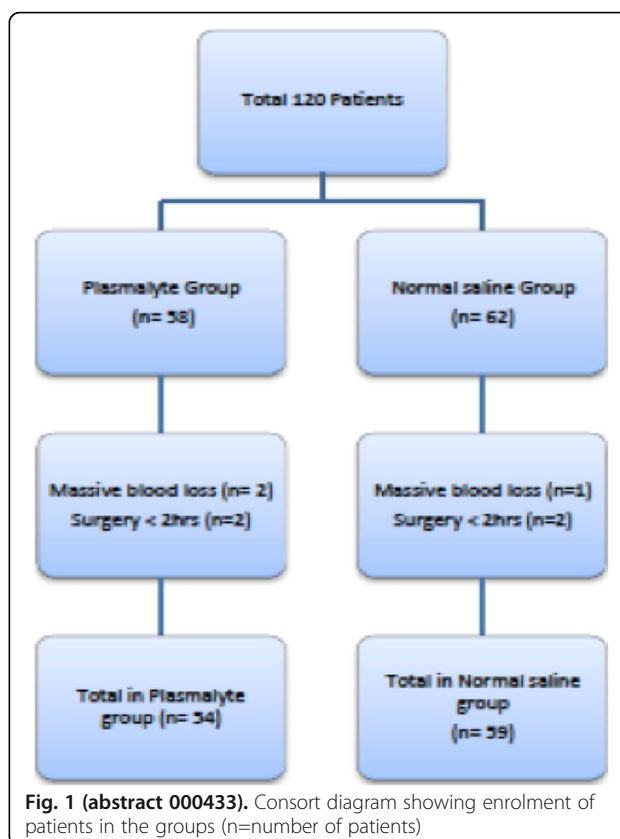 Total 120 Patients
Plasmalyte Group
(n= 58)
Normal saline Group
(n= 62)
Massive blood loss (n= 2)
Surgery < 2hrs (n=2)
Massive blood loss (n=1)
Surgery < 2hrs (n=2)
Total in Plasmalyte
group (n= 54)
Total in Normal saline
group
(n= 59)
Fig. 1 (abstract 000433). Consort diagram showing enrolment of
patients in the groups (n=number of patients)